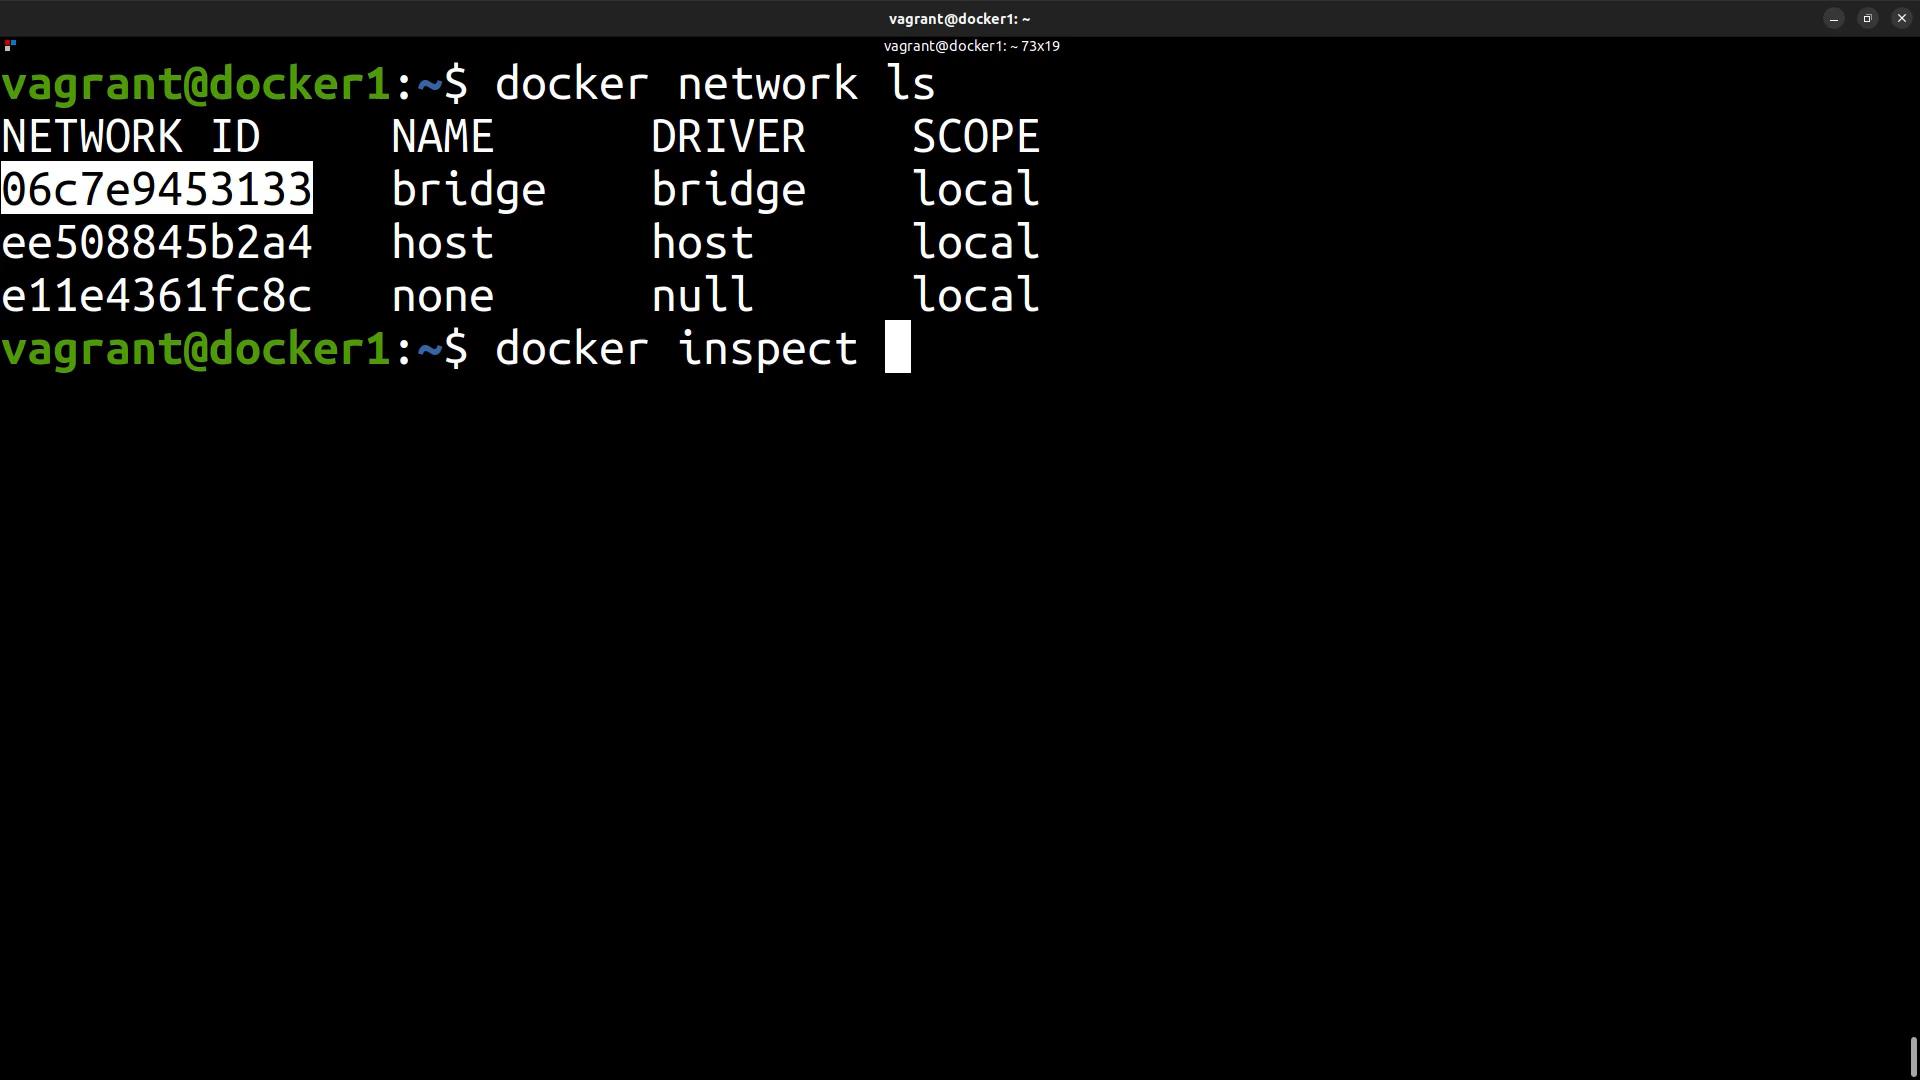 vagrant@docker1: ~
vagrant@docker1: ~ 73x19
vagrant@docker1:~$ docker network ls
NETWORK ID     NAME      DRIVER    SCOPE
06c7e9453133   bridge    bridge    local
ee508845b2a4   host      host      local
e11e4361fc8c   none      null      local
vagrant@docker1:~$ docker inspect